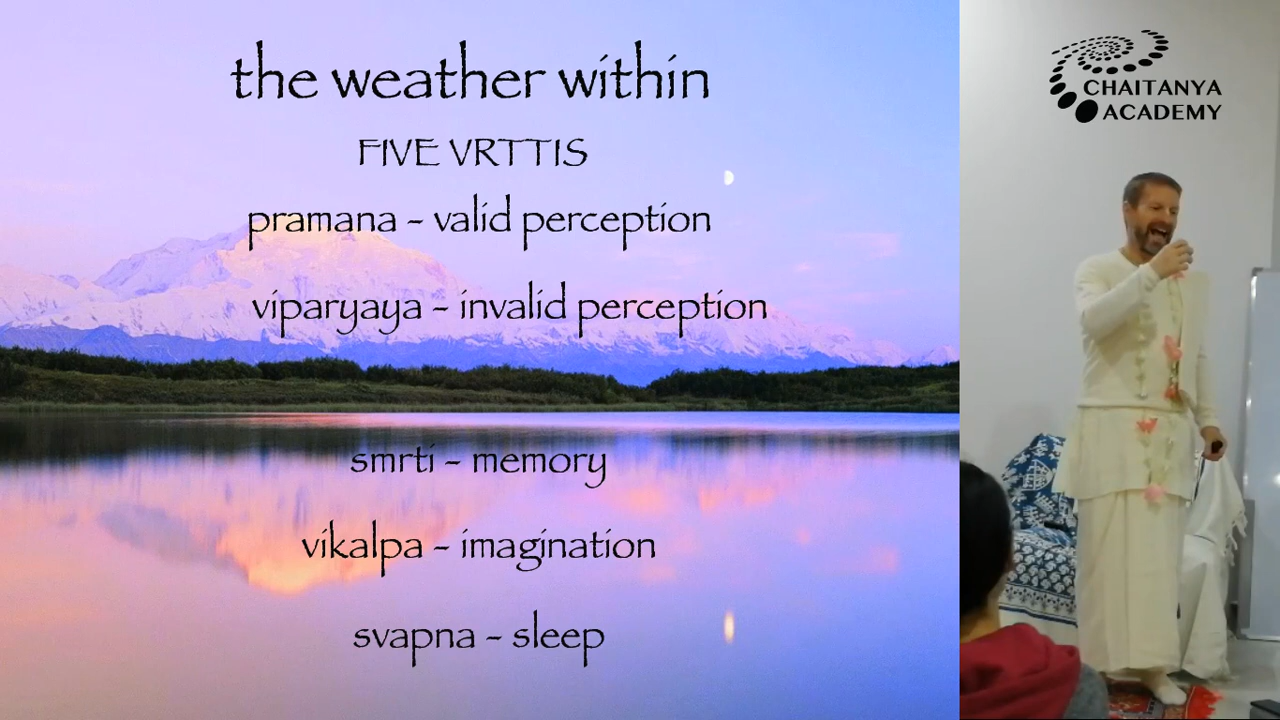 the weather within
FIVE VRTTIS
pramana - valid perception
viparyaya - invalid perception
smrti - memory
vikalpa - imagination
svapna - sleep
CHAITANYA
ACADEMY